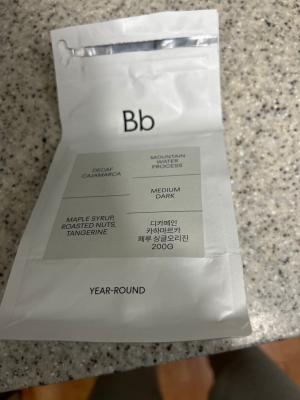 Bb
DECAF
CAJAMARCA
MOUNTAIN
WATER
PROCESS
MEDIUM
DARK
MAPLE SYRUP,
ROASTED NUTS,
TANGERINE
디카페인
카하마르카
페루 싱글오리진
200G
YEAR-ROUND